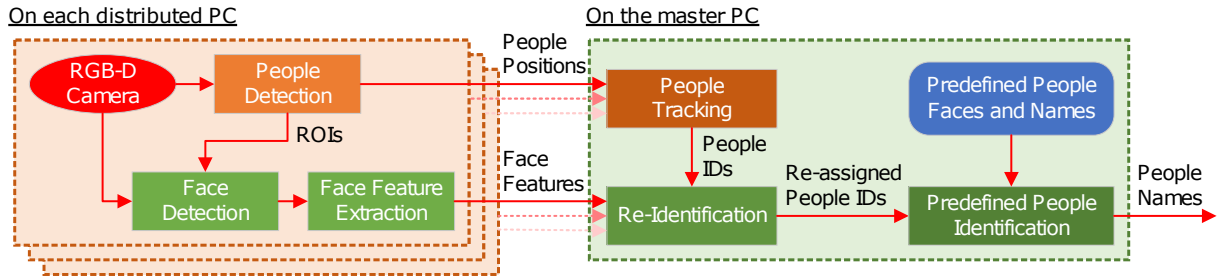 On each distributed PC
On the master PC
RGB-D
Camera
People
Detection
People
Positions
ROIs
Face
Detection
Face Feature
Extraction
Face
Features
People
Tracking
People
IDs
Re-Identification
Re-assigned
People IDs
Predefined People
Faces and Names
Predefined People
Identification
People
Names